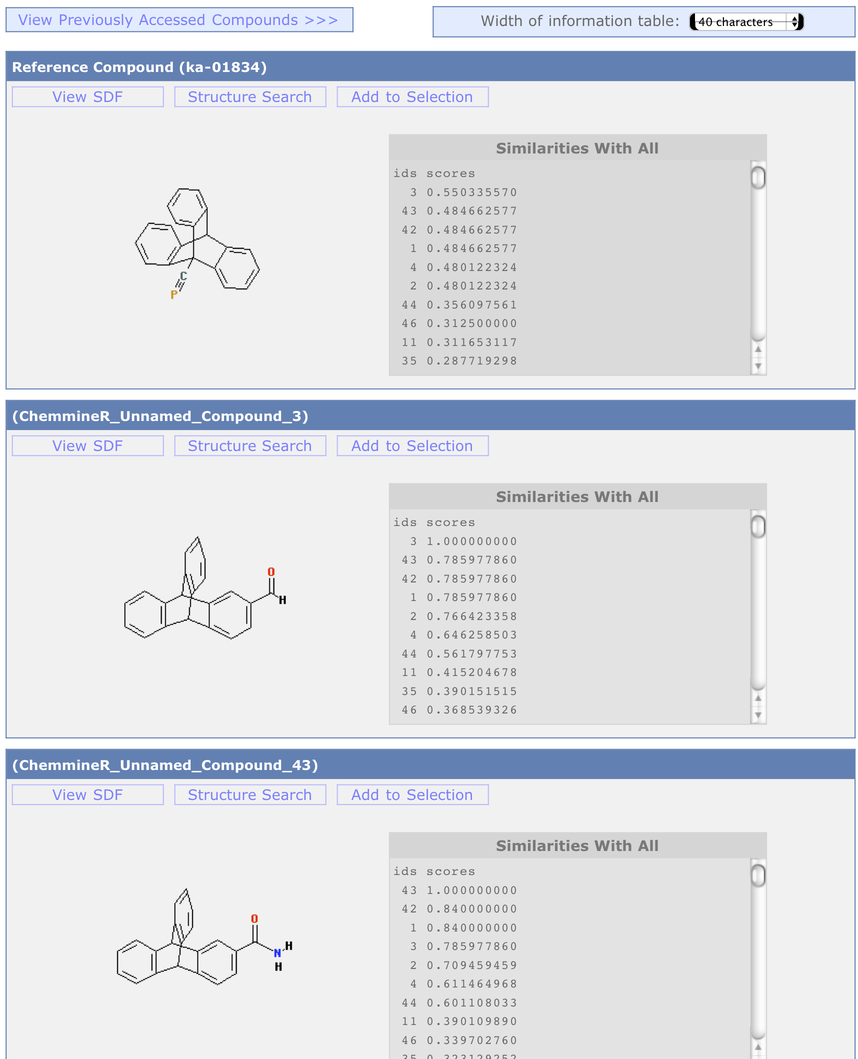 View Previously Accessed Compounds >>>
Width of information table: 40 characters
Reference Compound (ka-01834)
View SDF Structure Search Add to Selection
Similarities With All
ids scores
3 0.550335570
43 0.484662577
42 0.484662577
1 0.484662577
4 0.480122324
2 0.480122324
44 0.356097561
46 0.312500000
11 0.311653117
35 0.287719298
C
P
(ChemmineR_Unnamed_Compound_3)
View SDF Structure Search Add to Selection
Similarities With All
ids scores
3 1.000000000
43 0.785977860
42 0.785977860
1 0.785977860
2 0.766423358
4 0.646258503
44 0.561797753
11 0.415204678
35 0.390151515
46 0.368539326
O
H
(ChemmineR_Unnamed_Compound_43)
View SDF Structure Search Add to Selection
Similarities With All
ids scores
43 1.000000000
42 0.840000000
1 0.840000000
3 0.785977860
2 0.709459459
4 0.611464968
44 0.601108033
11 0.390109890
46 0.339702760
35 0.323129252
O
H
N
H